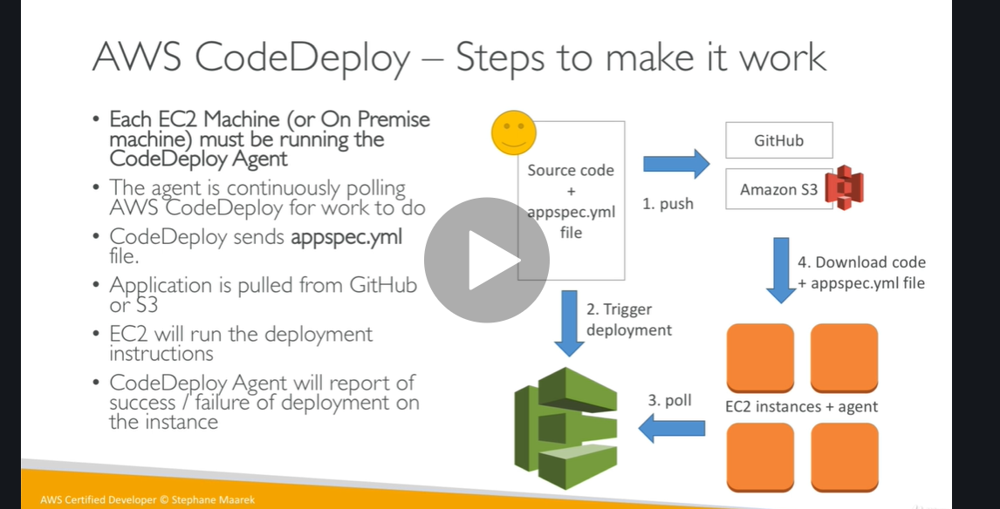 AWS CodeDeploy – Steps to make it work
• Each EC2 Machine (or On Premise
machine) must be running the
CodeDeploy Agent
• The agent is continuously polling
AWS CodeDeploy for work to do
• CodeDeploy sends appspec.yml
file.
• Application is pulled from GitHub
or S3
• EC2 will run the deployment
instructions
• CodeDeploy Agent will report of
success / failure of deployment on
the instance
Source code
+
appspec.yml
file
1. push
GitHub
Amazon S3
2. Trigger
deployment
3. poll
4. Download code
+ appspec.yml file
EC2 instances + agent
AWS Certified Developer © Stephane Maarek